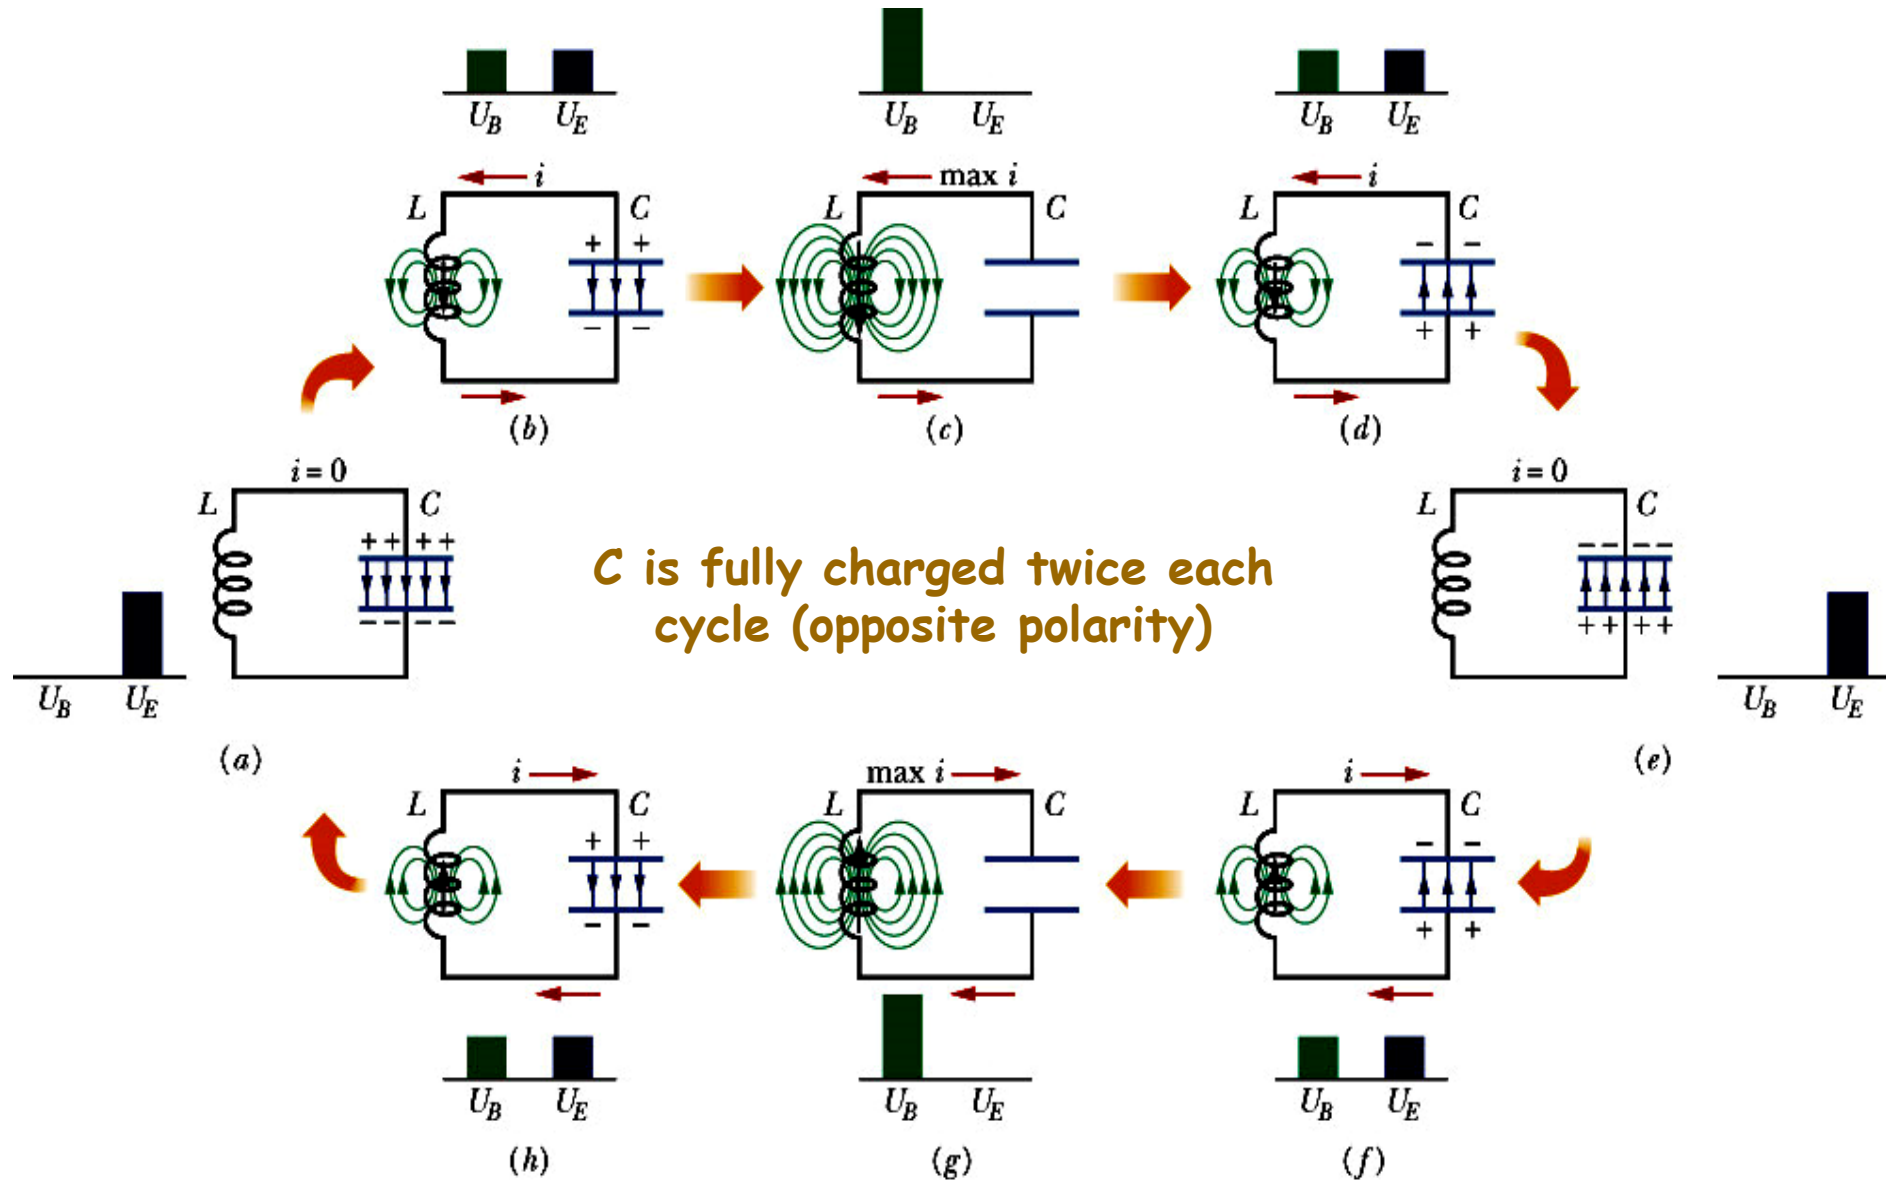 U_B U_E
U_B U_E
U_B U_E
i
max i
i
L C
L C
L C
+ +
− −
− −
+ +
(b)
(c)
(d)
i = 0
L C
+ + + +
− − − −
U_B U_E
(a)
C is fully charged twice each
cycle (opposite polarity)
i = 0
L C
− − − −
+ + + +
U_B U_E
(e)
i
max i
i
L C
L C
L C
+ +
− −
− −
+ +
U_B U_E
U_B U_E
U_B U_E
(h)
(g)
(f)